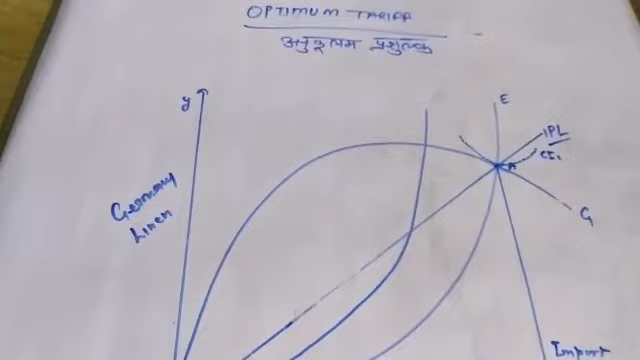 OPTIMUM TARIFF
अनुकूलतम प्रशुल्क
y
E
IPL
CI₁
A
Germany
Linen
G
Import